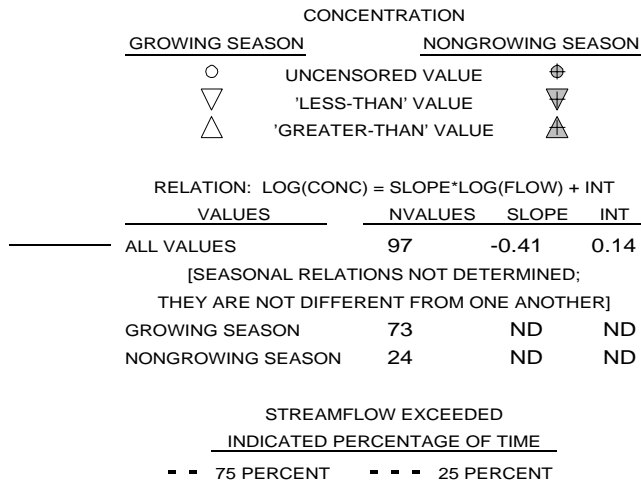 CONCENTRATION
GROWING SEASON NONGROWING SEASON
UNCENSORED VALUE
'LESS-THAN' VALUE
'GREATER-THAN' VALUE
RELATION: LOG(CONC) = SLOPE*LOG(FLOW) + INT
VALUES NVALUES SLOPE INT
ALL VALUES 97 -0.41 0.14
[SEASONAL RELATIONS NOT DETERMINED;
THEY ARE NOT DIFFERENT FROM ONE ANOTHER]
GROWING SEASON 73 ND ND
NONGROWING SEASON 24 ND ND
STREAMFLOW EXCEEDED
INDICATED PERCENTAGE OF TIME
75 PERCENT 25 PERCENT